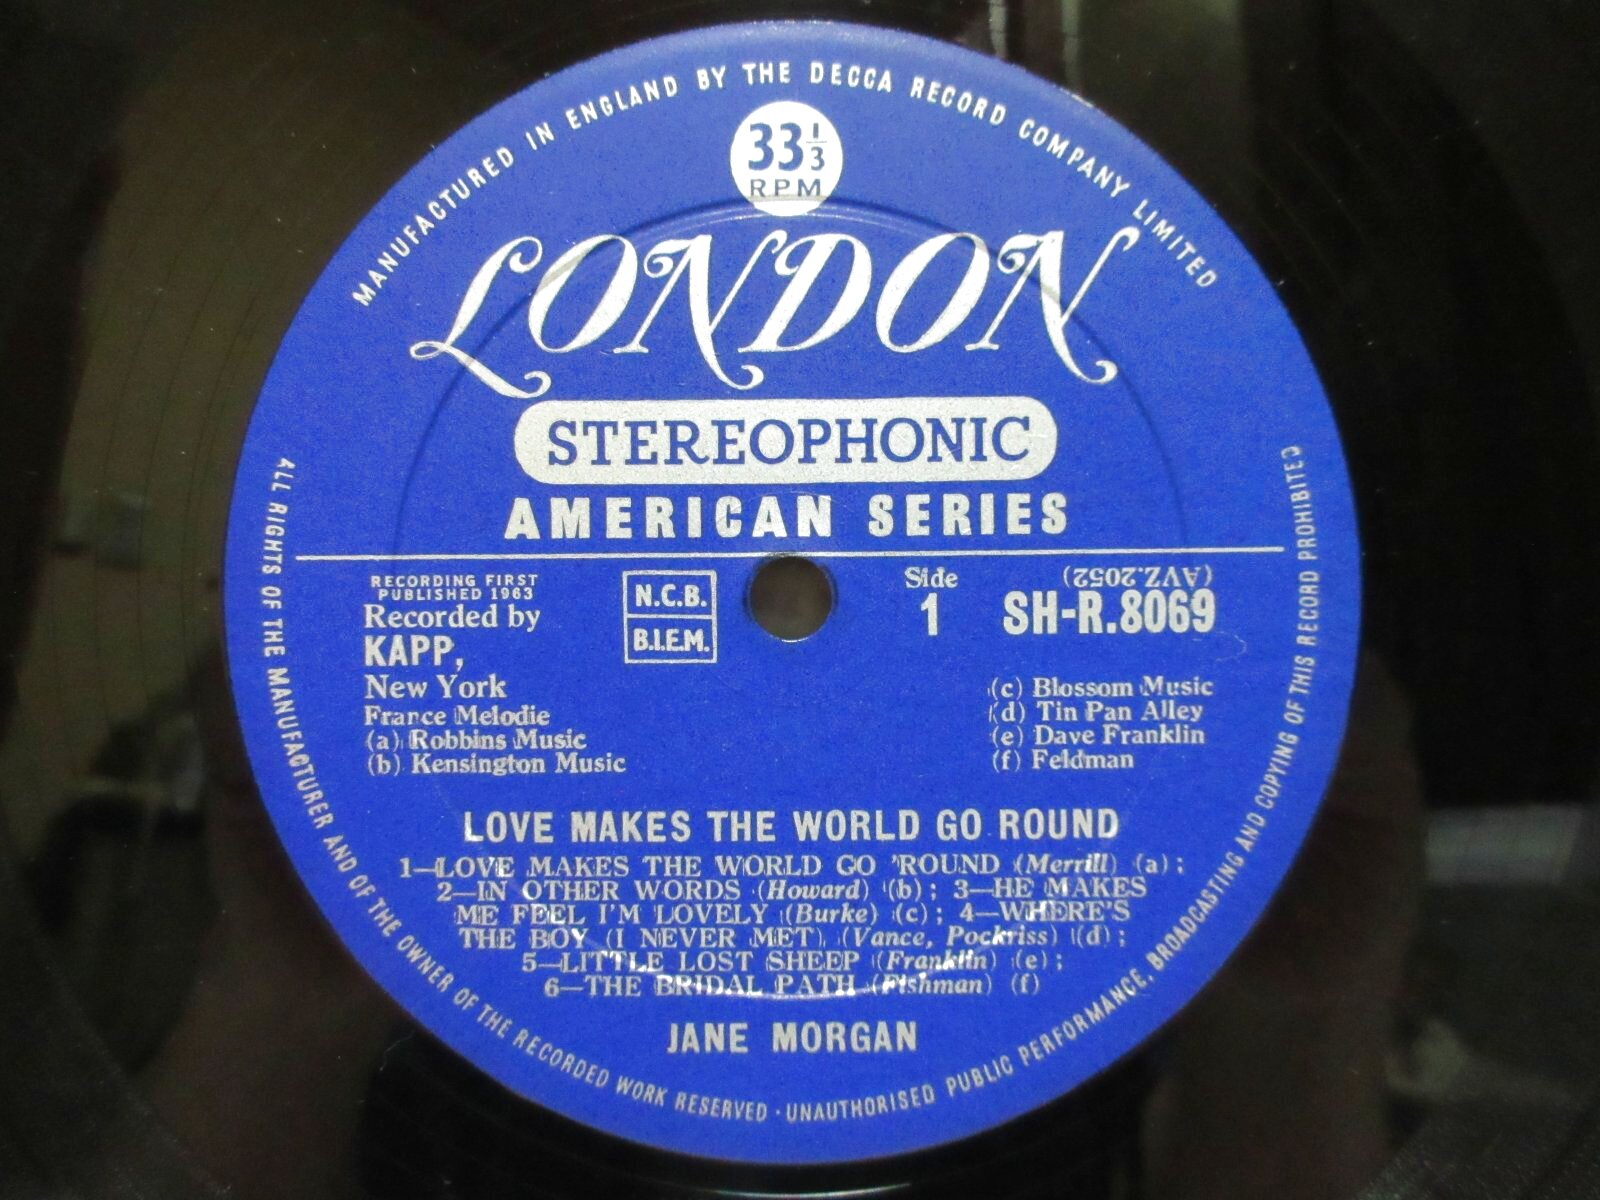 MANUFACTURED IN ENGLAND BY THE DECCA RECORD COMPANY LIMITED
33 1/3
RPM
LONDON
STEREOPHONIC
AMERICAN SERIES
RECORDING FIRST
PUBLISHED 1963
Recorded by
KAPP,
New York
France Melodie
(a) Robbins Music
(b) Kensington Music
N.C.B.
B.I.E.M.
Side
1
(AVZ.2052)
SH-R.8069
(c) Blossom Music
(d) Tin Pan Alley
(e) Dave Franklin
(f) Feldman
LOVE MAKES THE WORLD GO ROUND
1—LOVE MAKES THE WORLD GO 'ROUND (Merrill) (a);
2—IN OTHER WORDS (Howard) (b); 3—HE MAKES
ME FEEL I'M LOVELY (Burke) (c); 4—WHERE'S
THE BOY (I NEVER MET) (Vance, Pockriss) (d);
5—LITTLE LOST SHEEP (Franklin) (e);
6—THE BRIDAL PATH (Fishman) (f)
JANE MORGAN
ALL RIGHTS OF THE MANUFACTURER AND OF THE OWNER OF THE RECORDED WORK RESERVED · UNAUTHORISED PUBLIC PERFORMANCE, BROADCASTING AND COPYING OF THIS RECORD PROHIBITED